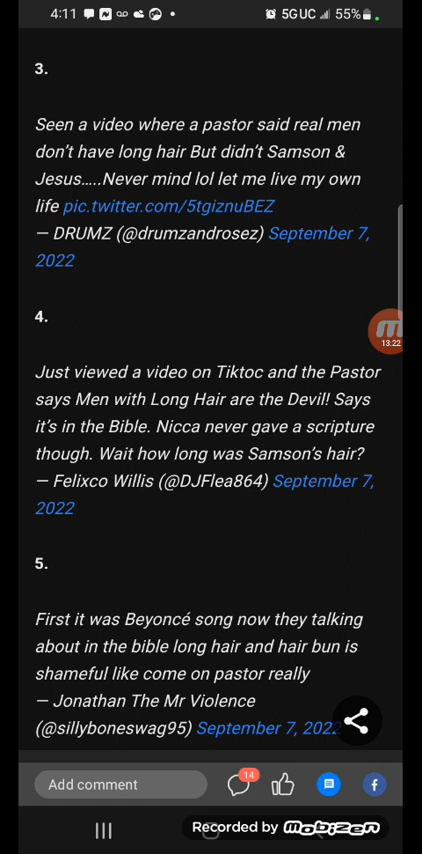 4:11 5G UC 55%
3.
Seen a video where a pastor said real men
don't have long hair But didn't Samson &
Jesus…..Never mind lol let me live my own
life pic.twitter.com/5tgiznuBEZ
— DRUMZ (@drumzandrosez) September 7,
2022
4.
13:22
Just viewed a video on Tiktoc and the Pastor
says Men with Long Hair are the Devil! Says
it's in the Bible. Nicca never gave a scripture
though. Wait how long was Samson's hair?
— Felixco Willis (@DJFlea864) September 7,
2022
5.
First it was Beyoncé song now they talking
about in the bible long hair and hair bun is
shameful like come on pastor really
— Jonathan The Mr Violence
(@sillyboneswag95) September 7, 2022
Add comment 14
Recorded by mobizen